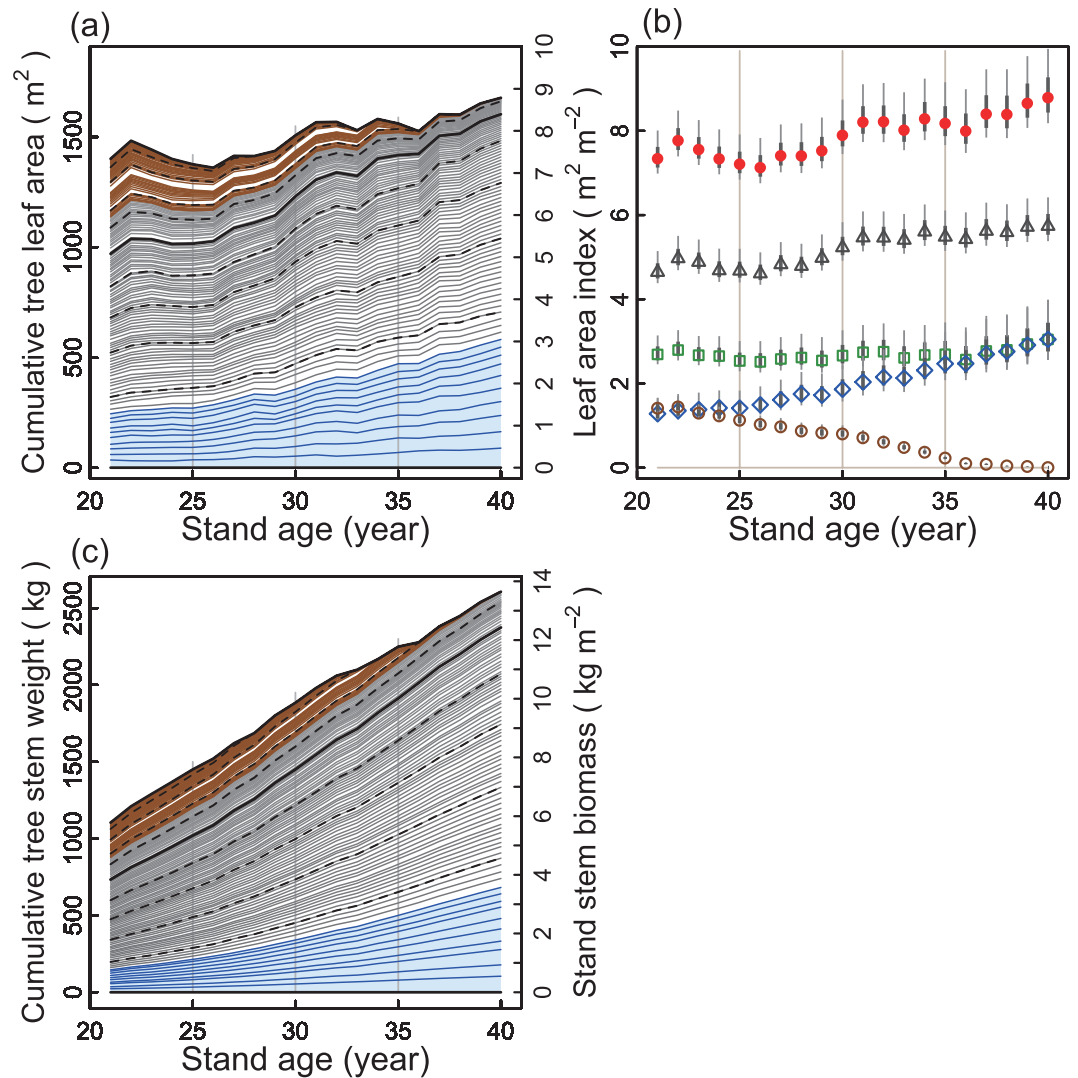 (a)
Cumulative tree leaf area ( m² )
0 500 1000 1500
0 1 2 3 4 5 6 7 8 9 10
20 25 30 35 40
Stand age (year)
(b)
Leaf area index ( m² m⁻² )
0 2 4 6 8 10
20 25 30 35 40
Stand age (year)
(c)
Cumulative tree stem weight ( kg )
0 500 1000 1500 2000 2500
0 2 4 6 8 10 12 14
Stand stem biomass ( kg m⁻² )
20 25 30 35 40
Stand age (year)